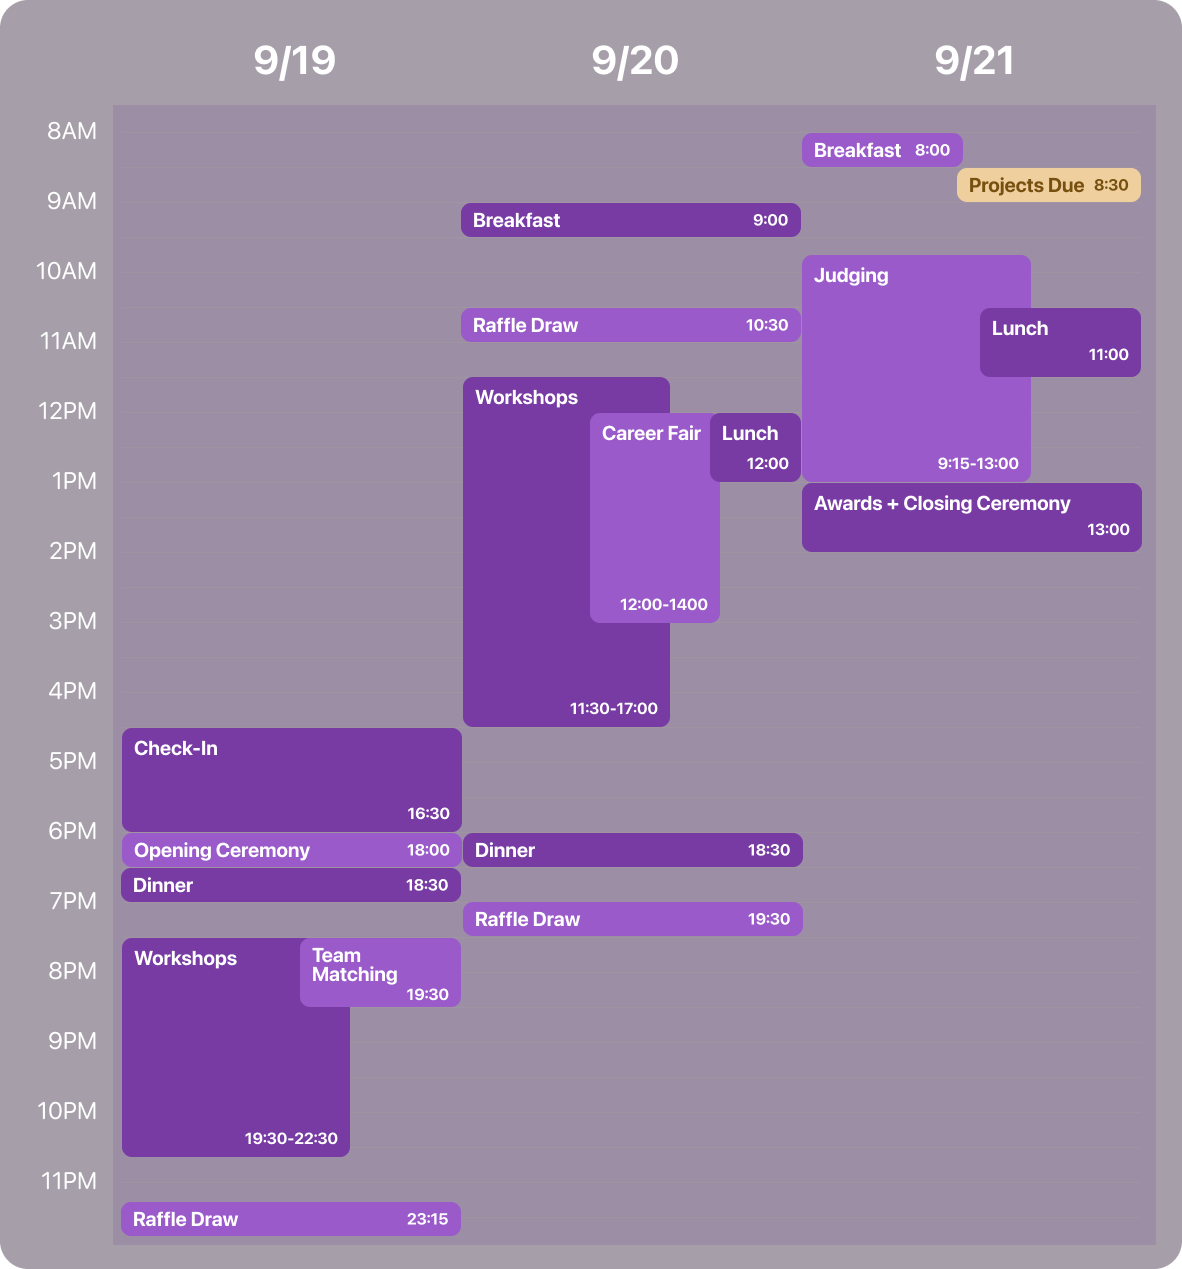 9/19
9/20
9/21
8AM
9AM
10AM
11AM
12PM
1PM
2PM
3PM
4PM
5PM
6PM
7PM
8PM
9PM
10PM
11PM
Check-In
16:30
Opening Ceremony 18:00
Dinner 18:30
Workshops
19:30-22:30
Team
Matching
19:30
Raffle Draw 23:15
Breakfast 9:00
Raffle Draw 10:30
Workshops
11:30-17:00
Career Fair
12:00-1400
Lunch
12:00
Dinner 18:30
Raffle Draw 19:30
Breakfast 8:00
Projects Due 8:30
Judging
9:15-13:00
Lunch
11:00
Awards + Closing Ceremony
13:00